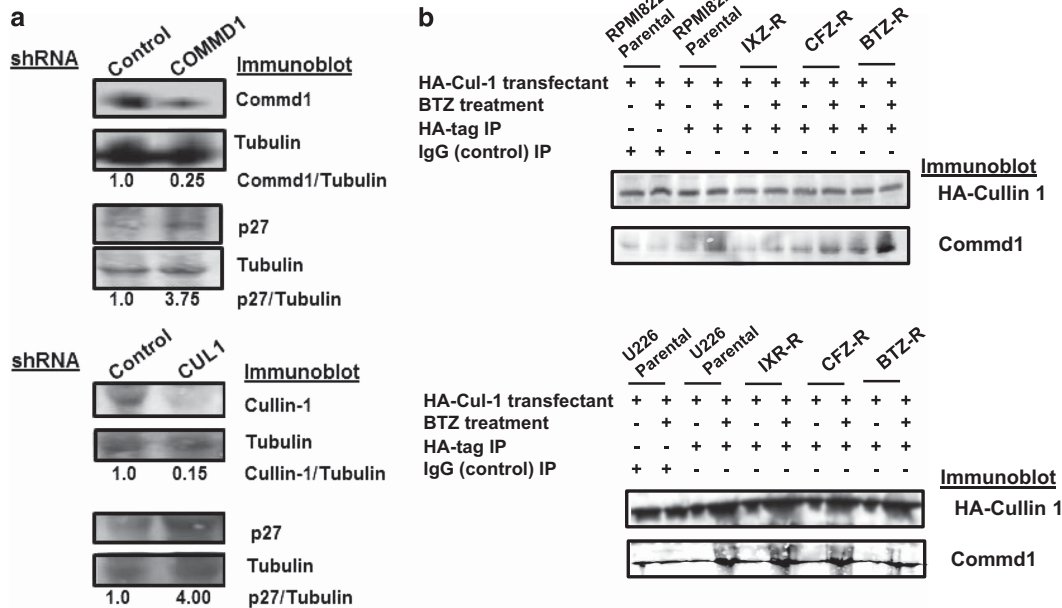 a
shRNA
Control
COMMD1
Immunoblot
Commd1
Tubulin
1.0 0.25 Commd1/Tubulin
p27
Tubulin
1.0 3.75 p27/Tubulin
shRNA
Control
CUL1
Immunoblot
Cullin-1
Tubulin
1.0 0.15 Cullin-1/Tubulin
p27
Tubulin
1.0 4.00 p27/Tubulin
b
Parental
Parental
IXZ-R
CFZ-R
BTZ-R
HA-Cul-1 transfectant + + + + + + + + + +
BTZ treatment - + - + - + - + - +
HA-tag IP - - + + + + + + + +
IgG (control) IP + + - - - - - - - -
Immunoblot
HA-Cullin 1
Commd1
U226
Parental
U226
Parental
IXR-R
CFZ-R
BTZ-R
HA-Cul-1 transfectant + + + + + + + + + +
BTZ treatment - + - + - + - + - +
HA-tag IP - - + + + + + + + +
IgG (control) IP + + - - - - - - - -
Immunoblot
HA-Cullin 1
Commd1